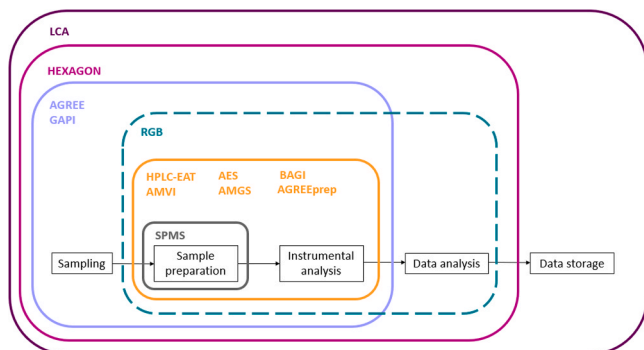 LCA
HEXAGON
AGREE
GAPI
RGB
HPLC-EAT AES BAGI
AMVI AMGS AGREEprep
SPMS
Sampling
Sample
preparation
Instrumental
analysis
Data analysis
Data storage